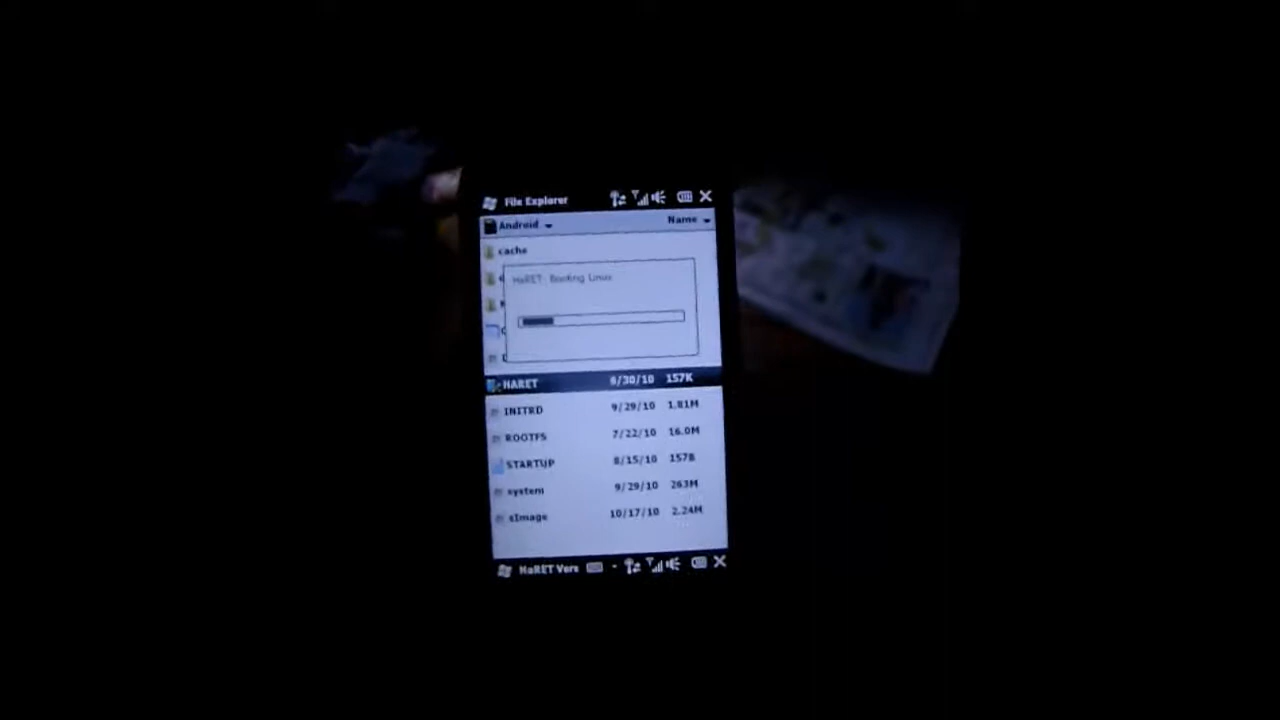 File Explorer
Android Name
cache
HaRET: Booting Linux
HARET 6/30/10 157K
INITRD 9/29/10 1.81M
ROOTFS 7/22/10 16.0M
STARTUP 8/15/10 157B
system 9/29/10 263M
zImage 10/17/10 2.24M
HaRET Vers